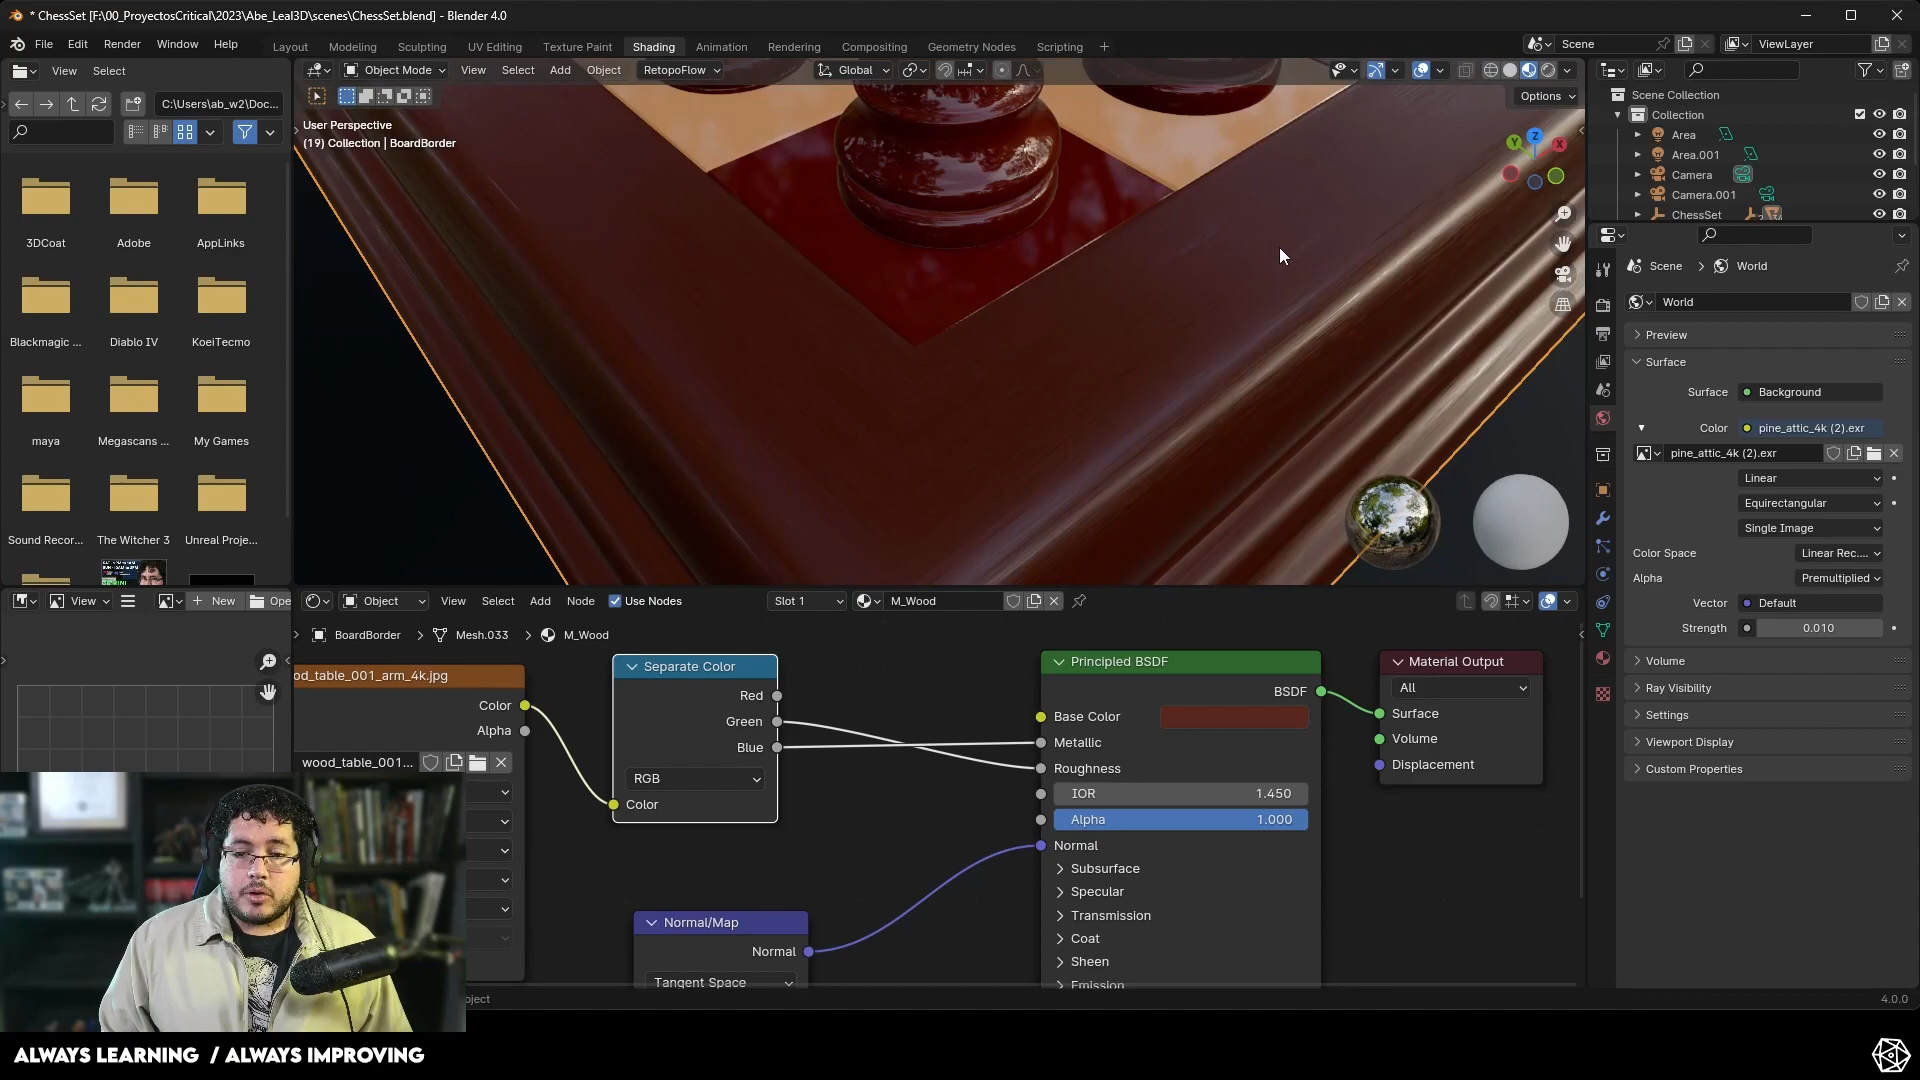 * ChessSet [F:\00_ProyectosCritical\2023\Abe_Leal3D\scenes\ChessSet.blend] - Blender 4.0
File Edit Render Window Help
Layout Modeling Sculpting UV Editing Texture Paint Shading Animation Rendering Compositing Geometry Nodes Scripting +
Scene
ViewLayer
View Select
C:\Users\ab_w2\Doc...
3DCoat Adobe AppLinks
Blackmagic ... Diablo IV KoeiTecmo
maya Megascans ... My Games
Sound Recor... The Witcher 3 Unreal Proje...
Object Mode View Select Add Object RetopoFlow Global
Options
User Perspective
(19) Collection | BoardBorder
Z
Y
X
Scene Collection
Collection
Area
Area.001
Camera
Camera.001
ChessSet
Scene > World
World
Preview
Surface
Surface Background
Color pine_attic_4k (2).exr
pine_attic_4k (2).exr
Linear
Equirectangular
Single Image
Color Space Linear Rec....
Alpha Premultiplied
Vector Default
Strength 0.010
Volume
Ray Visibility
Settings
Viewport Display
Custom Properties
View + New Ope
Object View Select Add Node Use Nodes Slot 1 M_Wood
BoardBorder > Mesh.033 > M_Wood
od_table_001_arm_4k.jpg
Color
Alpha
wood_table_001...
Separate Color
Red
Green
Blue
RGB
Color
Normal/Map
Normal
Tangent Space
Principled BSDF
BSDF
Base Color
Metallic
Roughness
IOR 1.450
Alpha 1.000
Normal
Subsurface
Specular
Transmission
Coat
Sheen
Emission
Material Output
All
Surface
Volume
Displacement
oject
4.0.0
ALWAYS LEARNING / ALWAYS IMPROVING